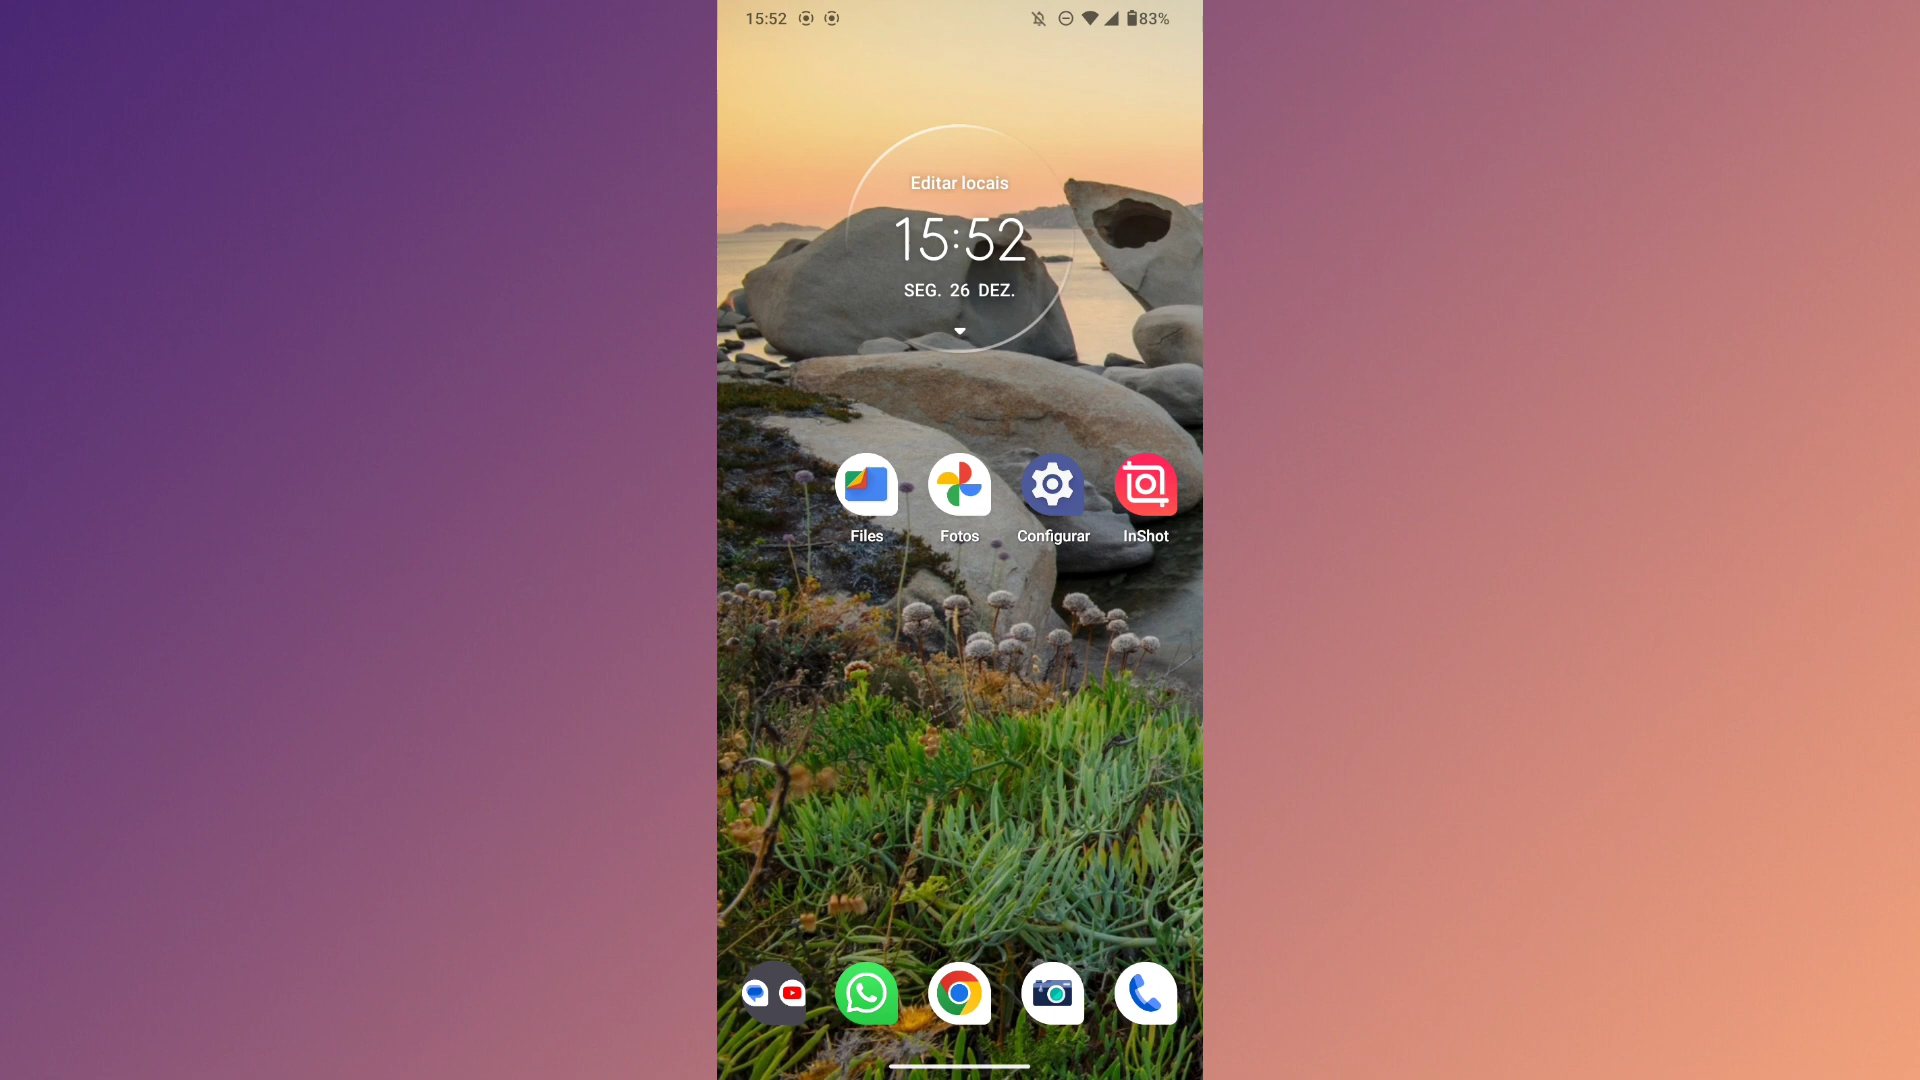 15:52
83%
Editar locais
15:52
SEG. 26 DEZ.
Files
Fotos
Configurar
InShot